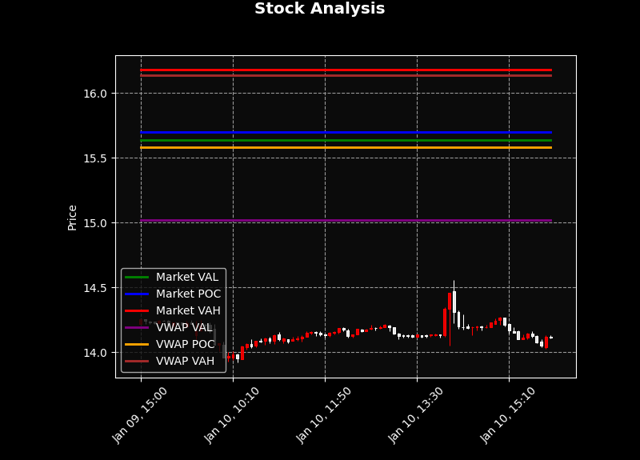 Stock Analysis
Price
16.0
15.5
15.0
14.5
14.0
Market VAL
Market POC
Market VAH
VWAP VAL
VWAP POC
VWAP VAH
Jan 09, 15:00
Jan 10, 10:10
Jan 10, 11:50
Jan 10, 13:30
Jan 10, 15:10